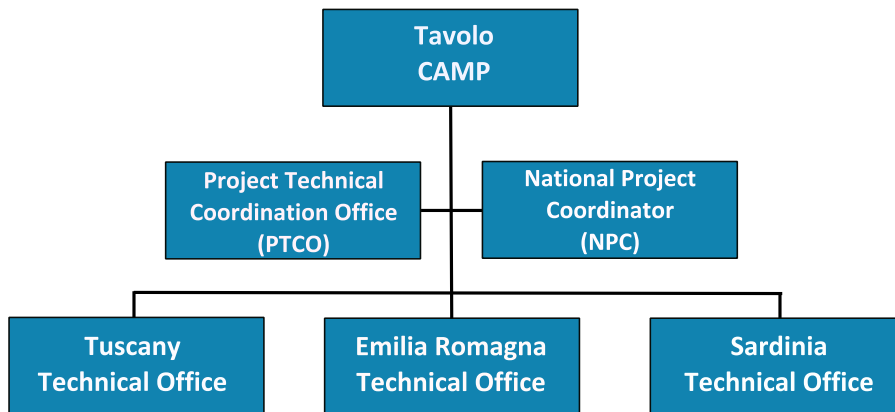 Tavolo
CAMP
Project Technical
Coordination Office
(PTCO)
National Project
Coordinator
(NPC)
Tuscany
Technical Office
Emilia Romagna
Technical Office
Sardinia
Technical Office